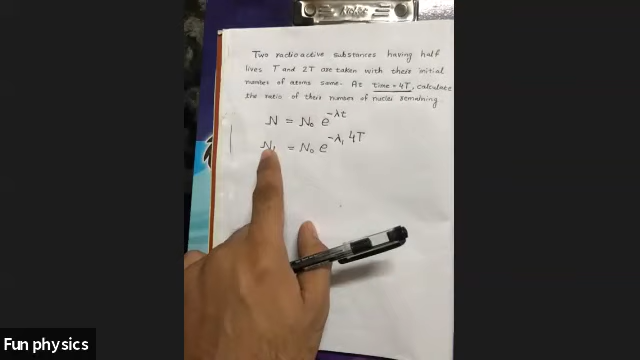 Two radioactive substances having half
lives T and 2T are taken with their initial
number of atoms same. At time = 4T, calculate
the ratio of their number of nuclei remaining.
N = N₀ e^-λt
N₁ = N₀ e^-λ₁ 4T
Fun physics